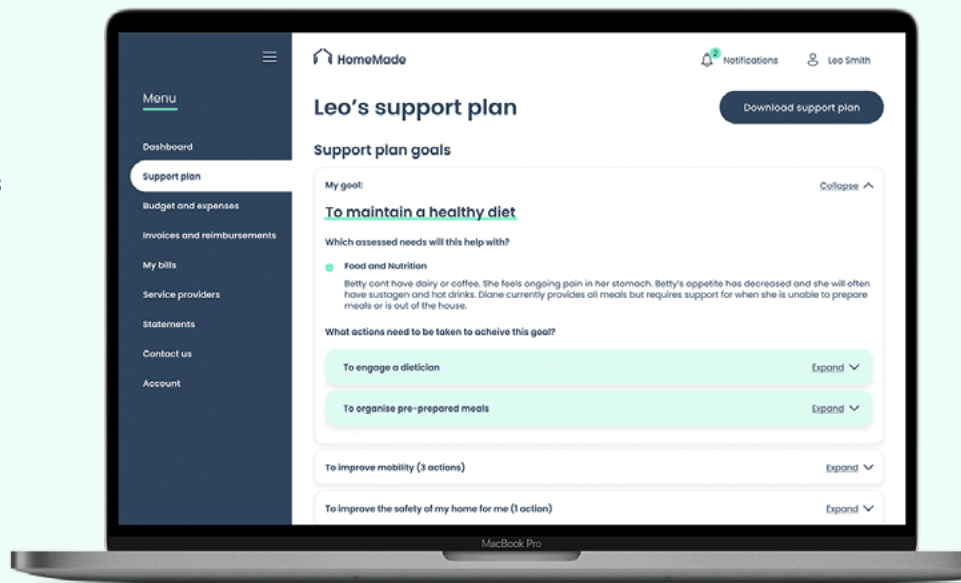 Menu
Dashboard
Support plan
Budget and expenses
Invoices and reimbursements
My bills
Service providers
Statements
Contact us
Account
HomeMade
2
Notifications
Leo Smith
Leo's support plan
Download support plan
Support plan goals
My goal:
Collapse
To maintain a healthy diet
Which assessed needs will this help with?
Food and Nutrition
Betty cant have dairy or coffee. She feels ongoing pain in her stomach. Betty's appetite has decreased and she will often
have sustagen and hot drinks. Diane currently provides all meals but requires support for when she is unable to prepare
meals or is out of the house.
What actions need to be taken to acheive this goal?
To engage a dietician
Expand
To organise pre-prepared meals
Expand
To improve mobility (3 actions)
Expand
To improve the safety of my home for me (1 action)
Expand
MacBook Pro